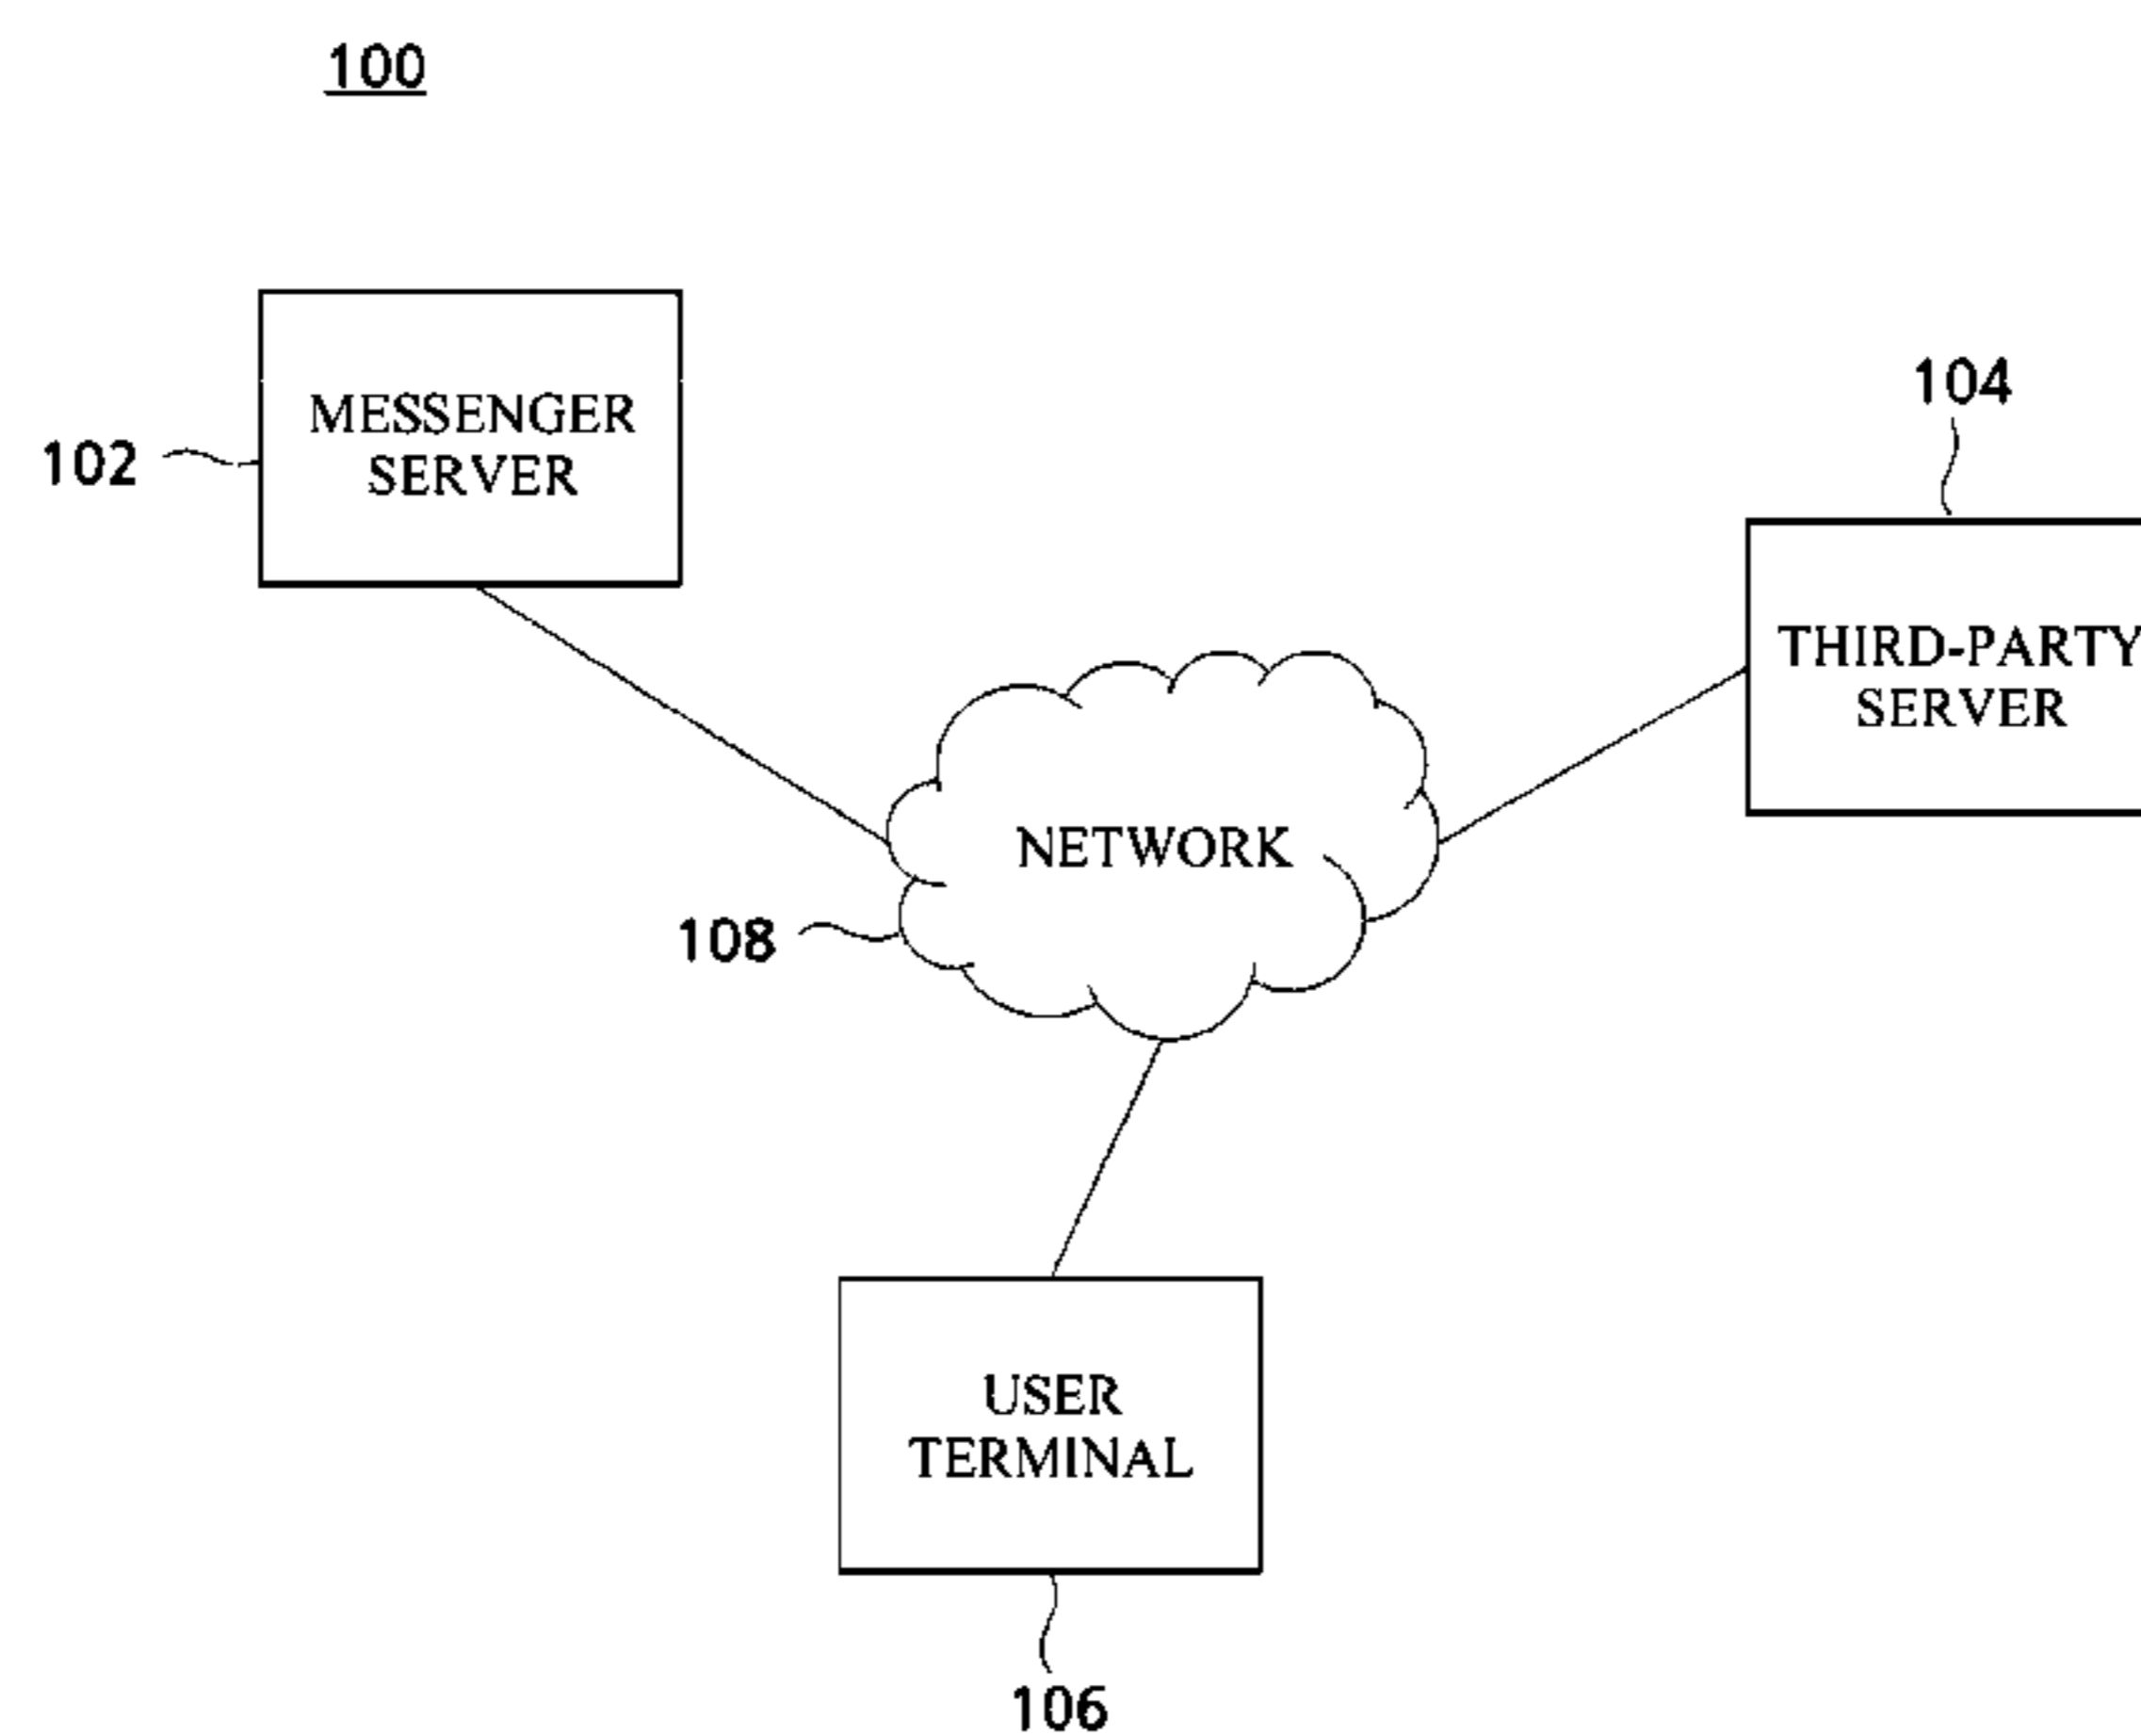 100
MESSENGER
SERVER
102
104
THIRD-PARTY
SERVER
NETWORK
108
USER
TERMINAL
106